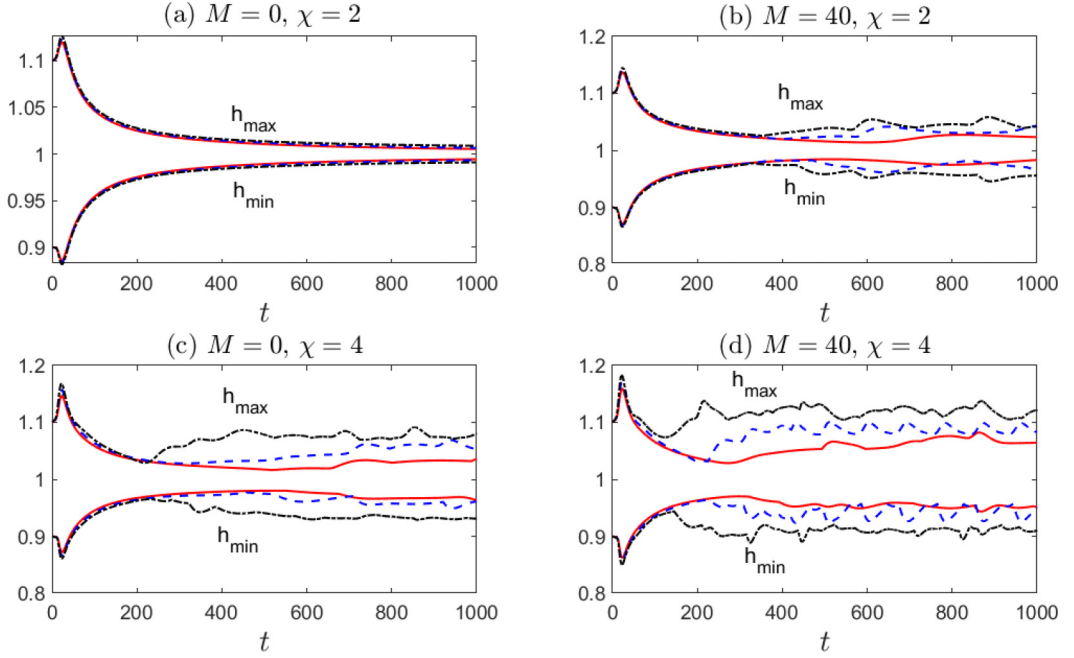 (a) M = 0, χ = 2
1.1
1.05
1
0.95
0.9
h_max
h_min
0 200 400 600 800 1000
t
(b) M = 40, χ = 2
1.2
1.1
1
0.9
0.8
h_max
h_min
0 200 400 600 800 1000
t
(c) M = 0, χ = 4
1.2
1.1
1
0.9
0.8
h_max
h_min
0 200 400 600 800 1000
t
(d) M = 40, χ = 4
1.2
1.1
1
0.9
0.8
h_max
h_min
0 200 400 600 800 1000
t